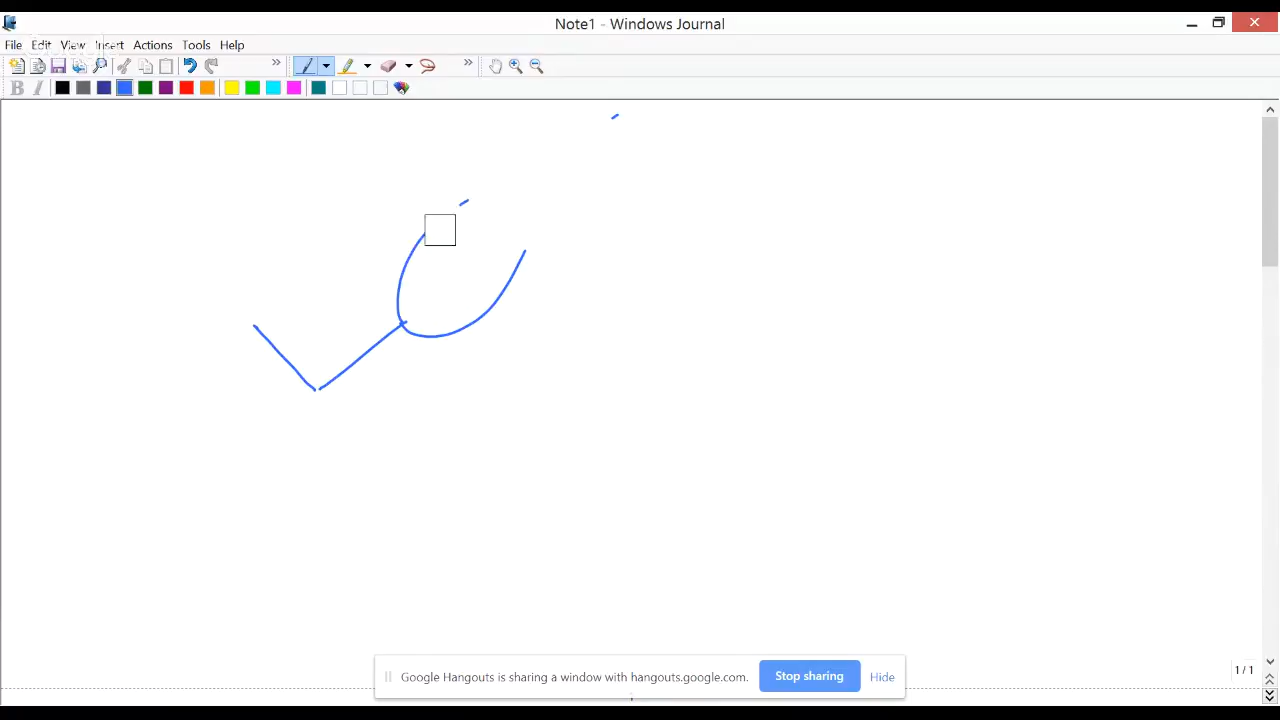 Note1 - Windows Journal
File Edit View Insert Actions Tools Help
B I
1 / 1
Google Hangouts is sharing a window with hangouts.google.com. Stop sharing Hide